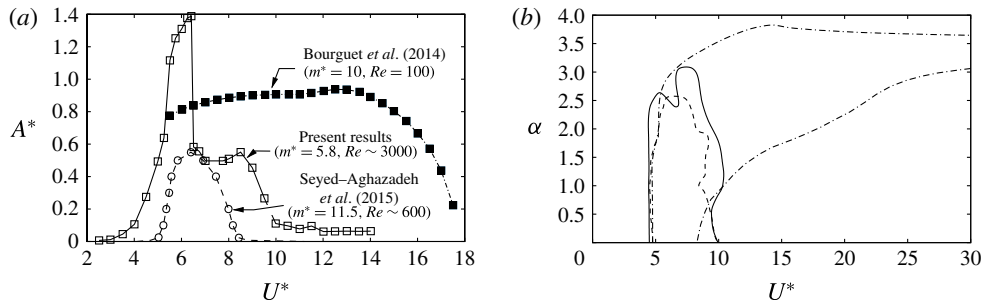 (a)
1.4
1.2
1.0
0.8
0.6
0.4
0.2
0
A*
Bourguet et al. (2014)
(m* = 10, Re = 100)
Present results
(m* = 5.8, Re ∼ 3000)
Seyed–Aghazadeh
et al. (2015)
(m* = 11.5, Re ∼ 600)
2 4 6 8 10 12 14 16 18
U*
(b)
4.0
3.5
3.0
2.5
2.0
1.5
1.0
0.5
α
0 5 10 15 20 25 30
U*